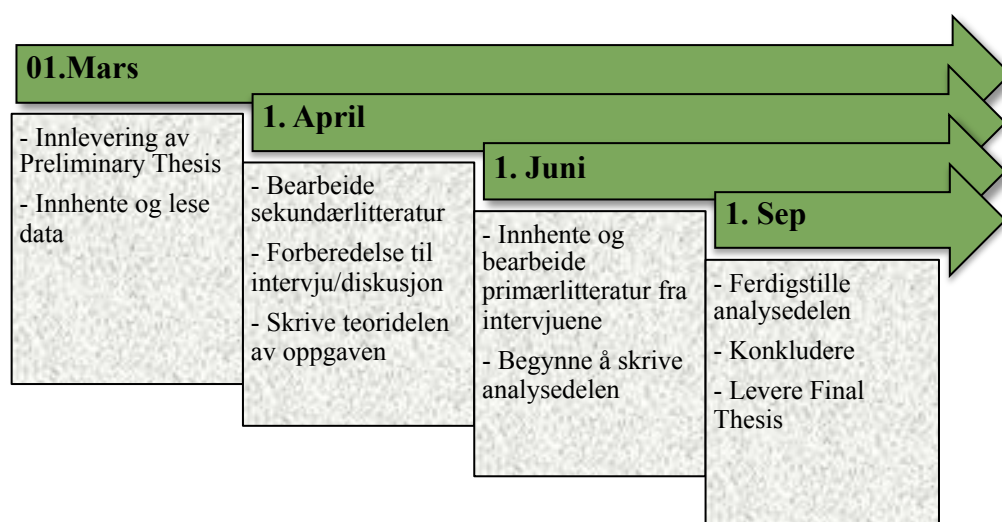 01.Mars
- Innlevering av
Preliminary Thesis
- Innhente og lese
data
1. April
- Bearbeide
sekundærlitteratur
- Forberedelse til
intervju/diskusjon
- Skrive teoridelen
av oppgaven
1. Juni
- Innhente og
bearbeide
primærlitteratur fra
intervjuene
- Begynne å skrive
analysedelen
1. Sep
- Ferdigstille
analysedelen
- Konkludere
- Levere Final
Thesis